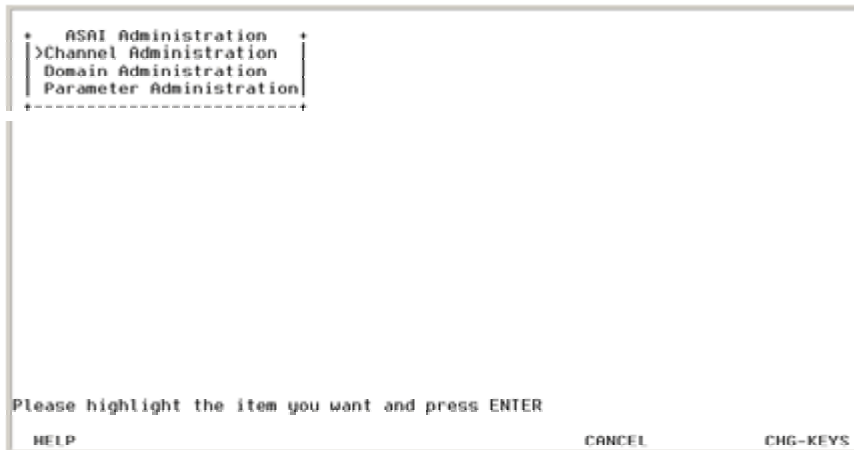 ASAI Administration
>Channel Administration
Domain Administration
Parameter Administration
Please highlight the item you want and press ENTER
HELP CANCEL CHG-KEYS